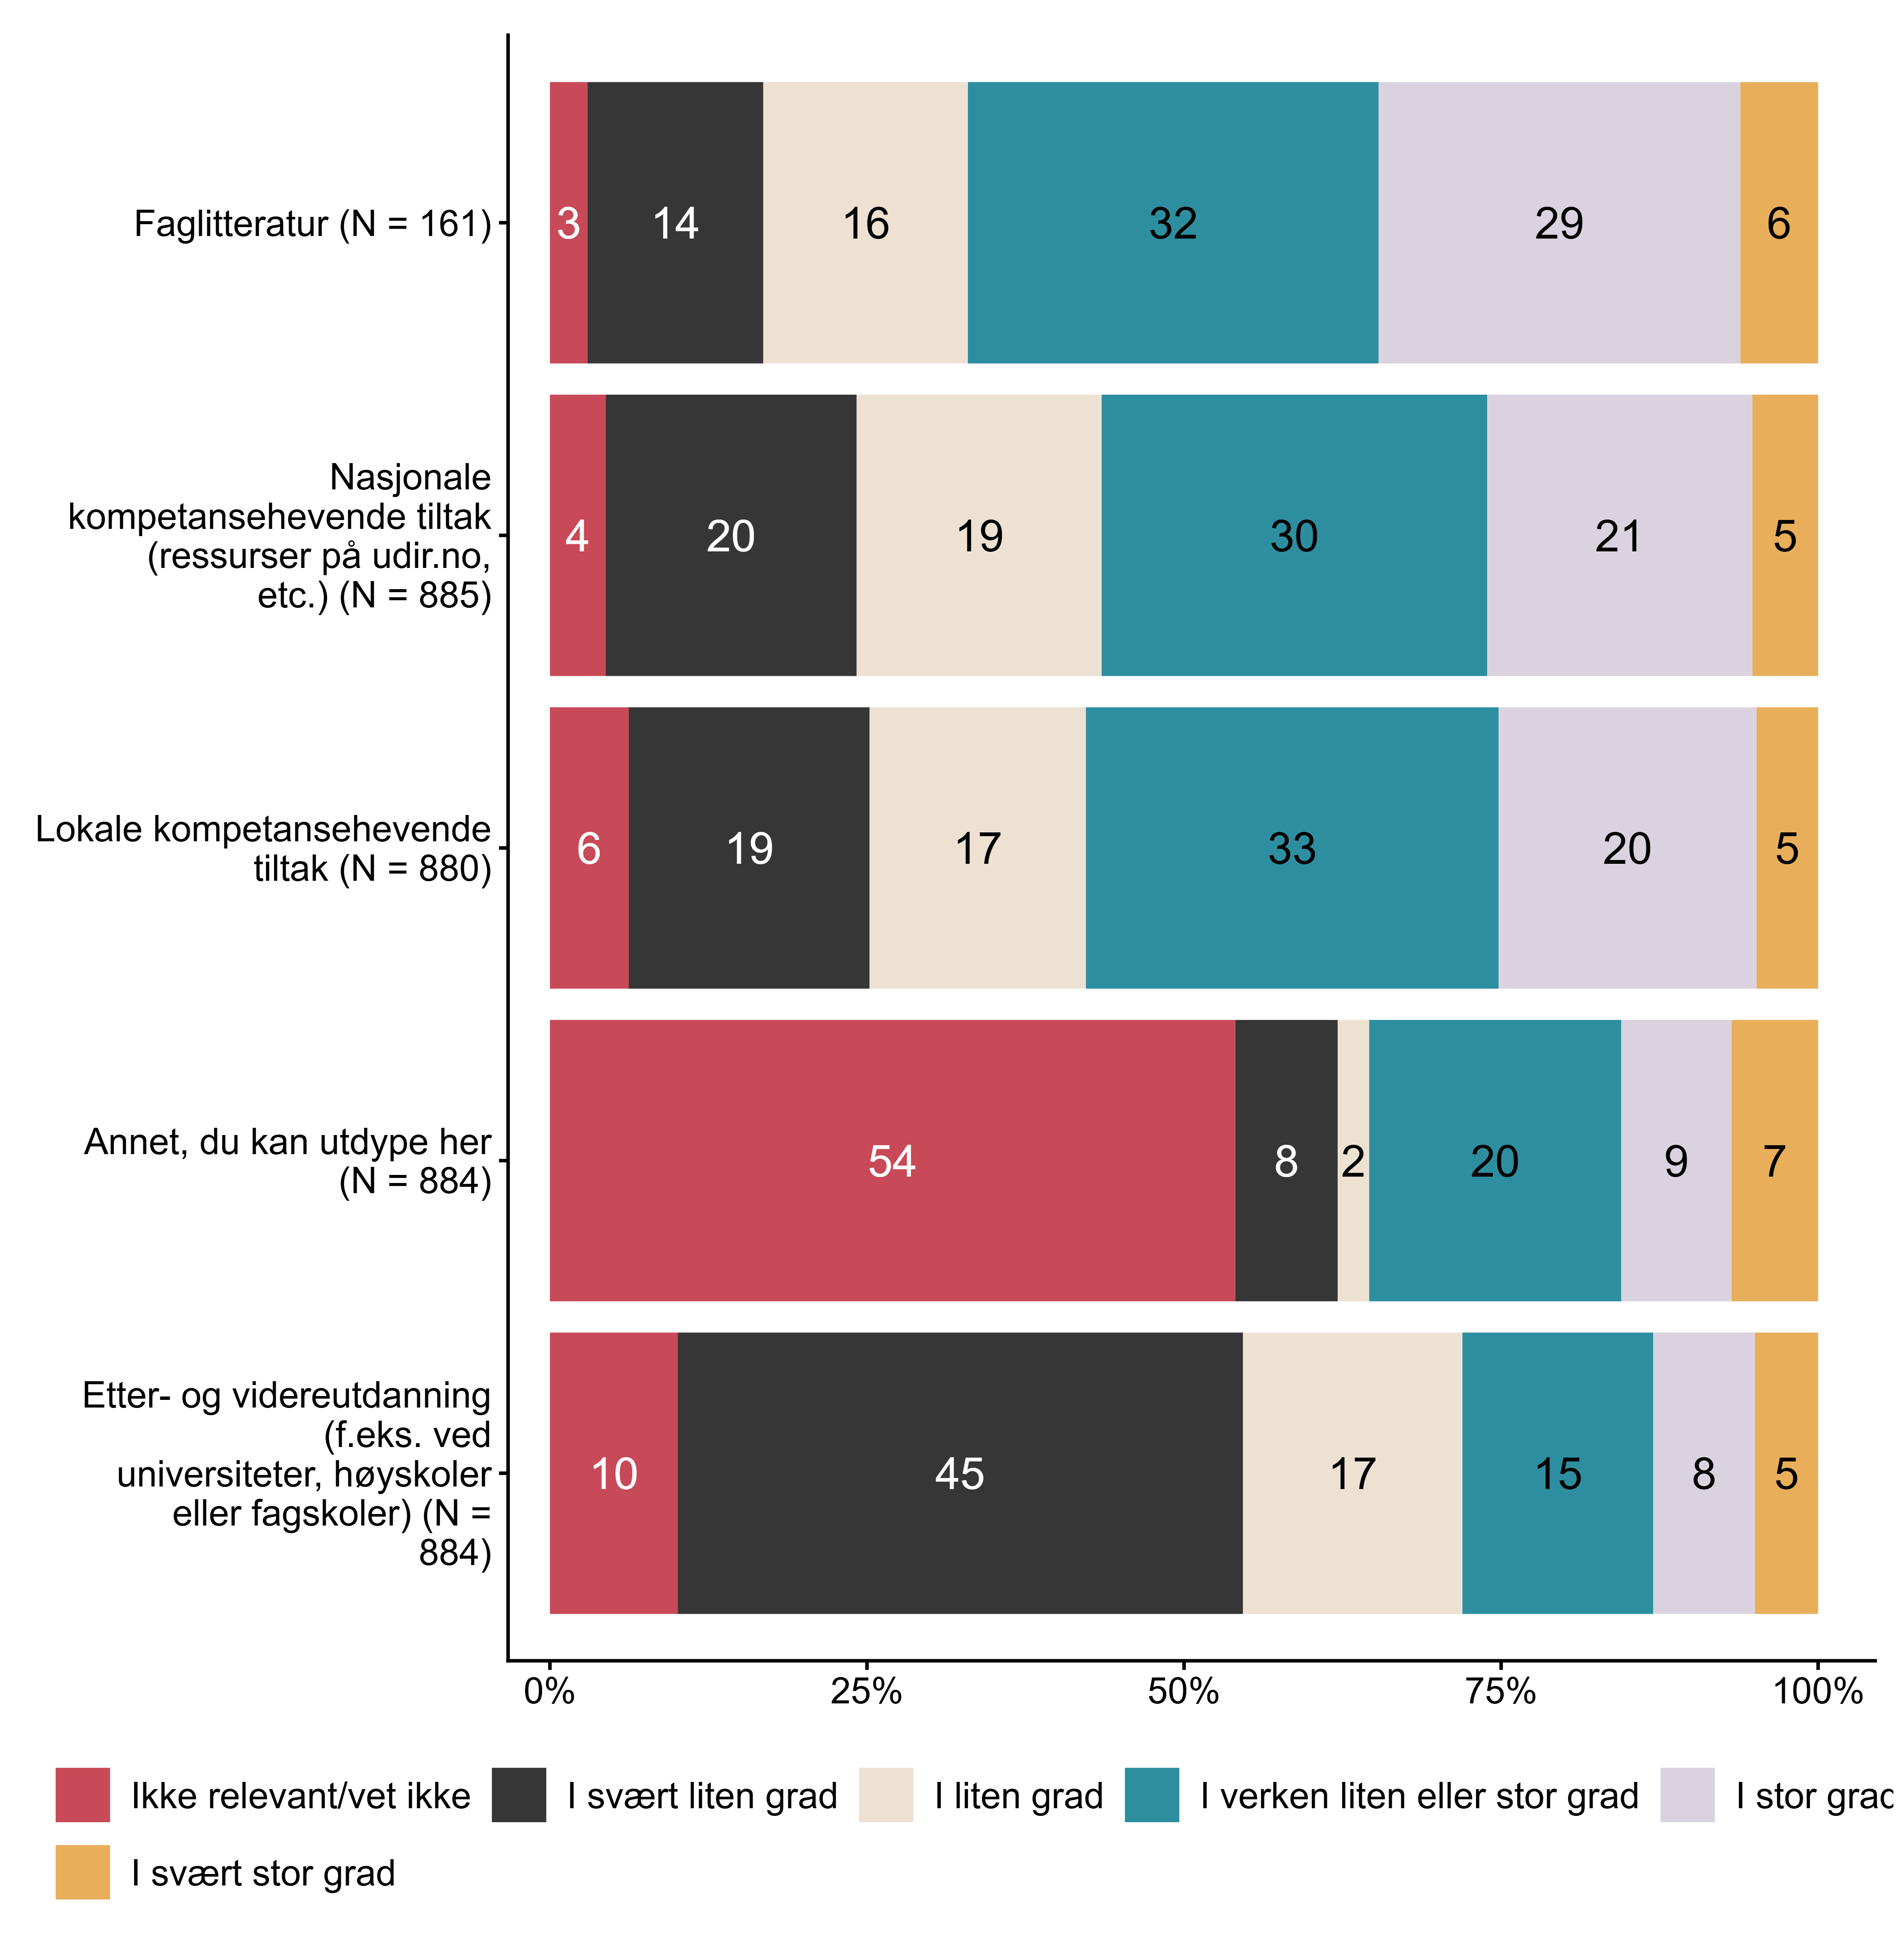 Faglitteratur (N = 161)
3 14 16 32 29 6
Nasjonale
kompetansehevende tiltak
(ressurser på udir.no,
etc.) (N = 885)
4 20 19 30 21 5
Lokale kompetansehevende
tiltak (N = 880)
6 19 17 33 20 5
Annet, du kan utdype her
(N = 884)
54 8 2 20 9 7
Etter- og videreutdanning
(f.eks. ved
universiteter, høyskoler
eller fagskoler) (N =
884)
10 45 17 15 8 5
0% 25% 50% 75% 100%
Ikke relevant/vet ikke I svært liten grad I liten grad I verken liten eller stor grad I stor grad
I svært stor grad